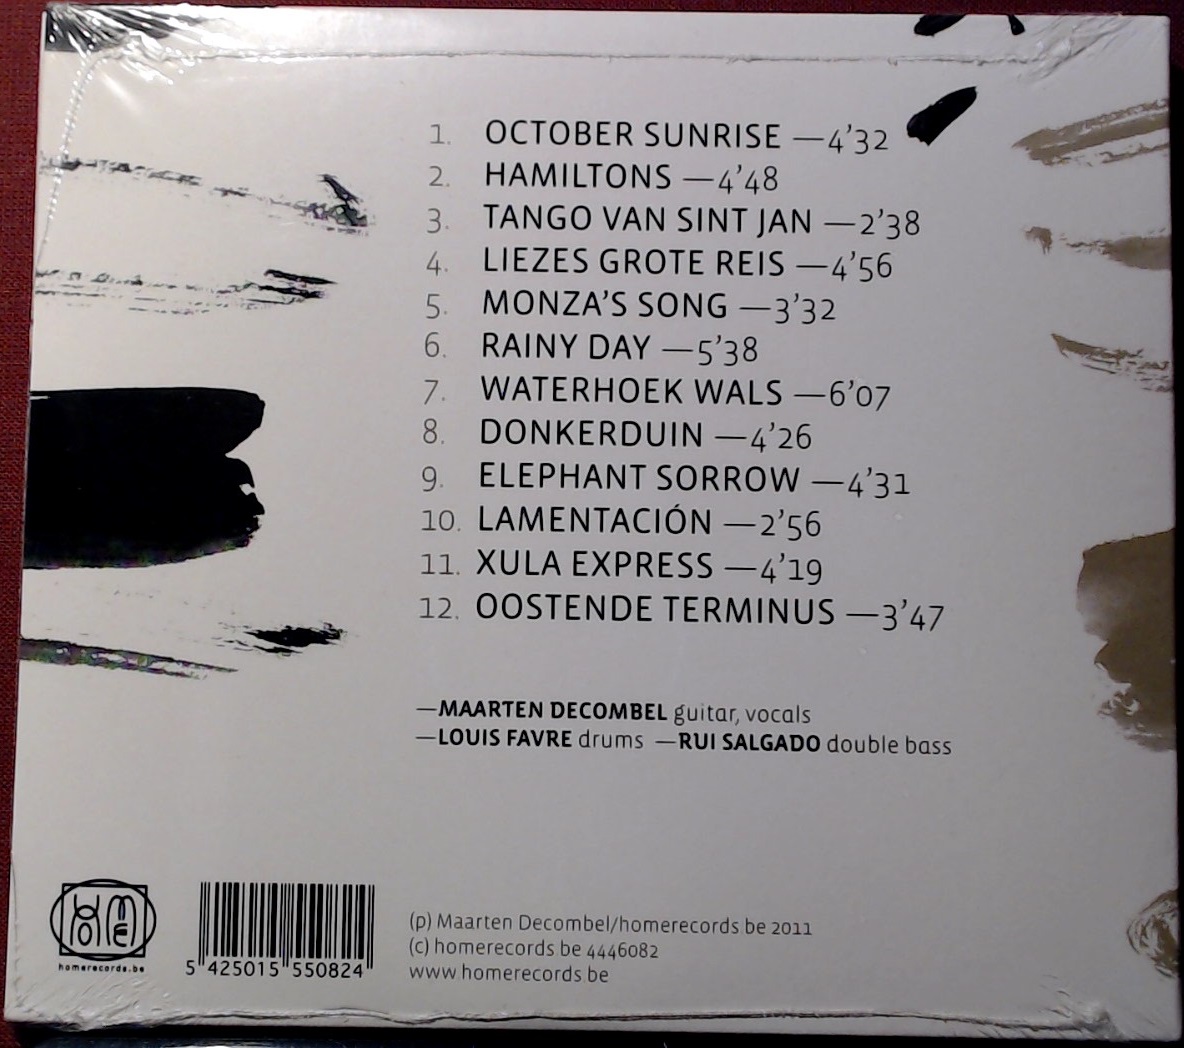 1. OCTOBER SUNRISE —4’32
2. HAMILTONS —4’48
3. TANGO VAN SINT JAN —2’38
4. LIEZES GROTE REIS —4’56
5. MONZA’S SONG —3’32
6. RAINY DAY —5’38
7. WATERHOEK WALS —6’07
8. DONKERDUIN —4’26
9. ELEPHANT SORROW —4’31
10. LAMENTACIÓN —2’56
11. XULA EXPRESS —4’19
12. OOSTENDE TERMINUS —3’47
—MAARTEN DECOMBEL guitar, vocals
—LOUIS FAVRE drums —RUI SALGADO double bass
HOME
homerecords.be
5 425015 550824
(p) Maarten Decombel/homerecords.be 2011
(c) homerecords.be 4446082
www.homerecords.be